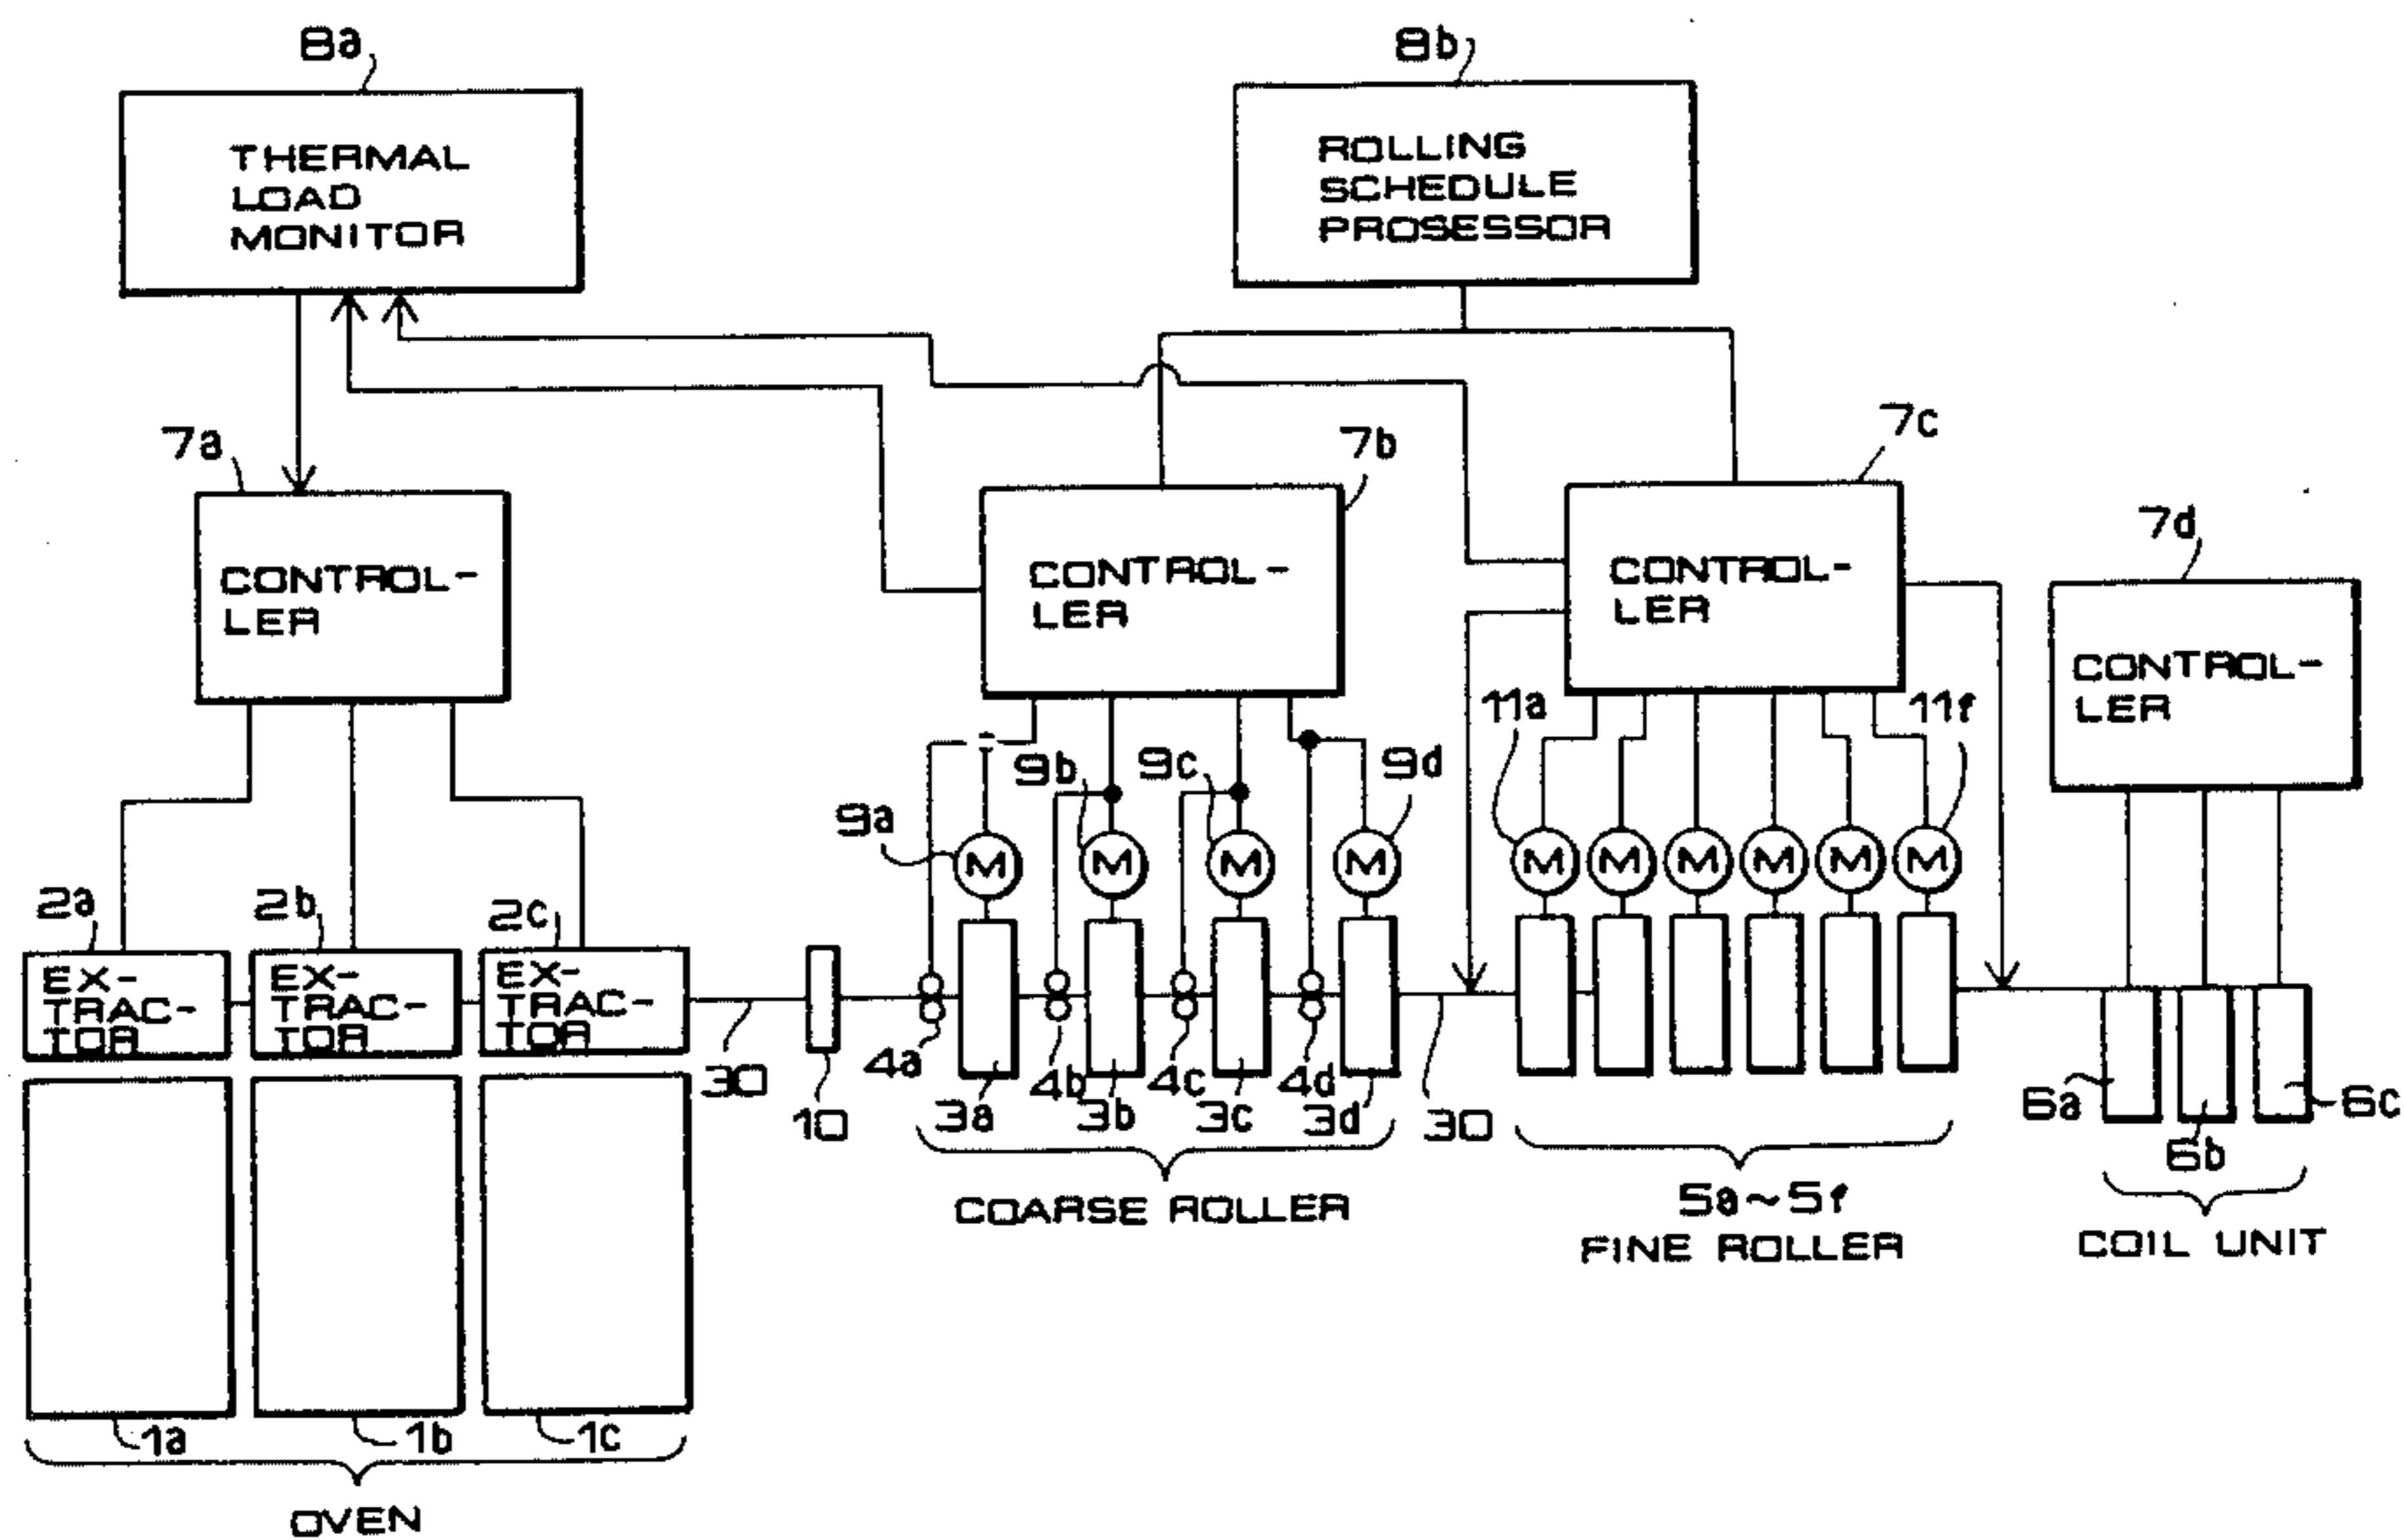 8a
8b
THERMAL
LOAD
MONITOR
ROLLING
SCHEDULE
PROSESSOR
7a
7b
7c
7d
CONTROL-
LER
CONTROL-
LER
CONTROL-
LER
CONTROL-
LER
9a
9b
9c
9d
11a
11f
M
M
M
M
M
M
M
M
M
M
2a
2b
2c
EX-
TRAC-
TOR
EX-
TRAC-
TOR
EX-
TRAC-
TOR
30
10
4a
4b
4c
4d
3a
3b
3c
3d
30
6a
6b
6c
COARSE ROLLER
5a~5f
FINE ROLLER
COIL UNIT
1a
1b
1c
OVEN